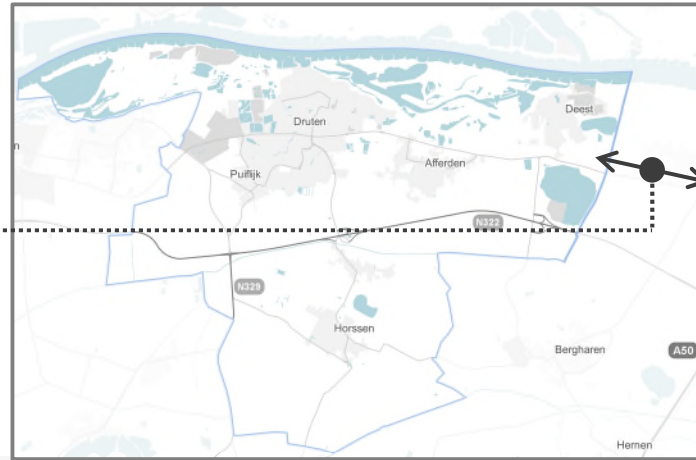 Deest
Druten
n
Afferden
Puiflijk
N322
N329
Horssen
Bergharen
A50
Hernen